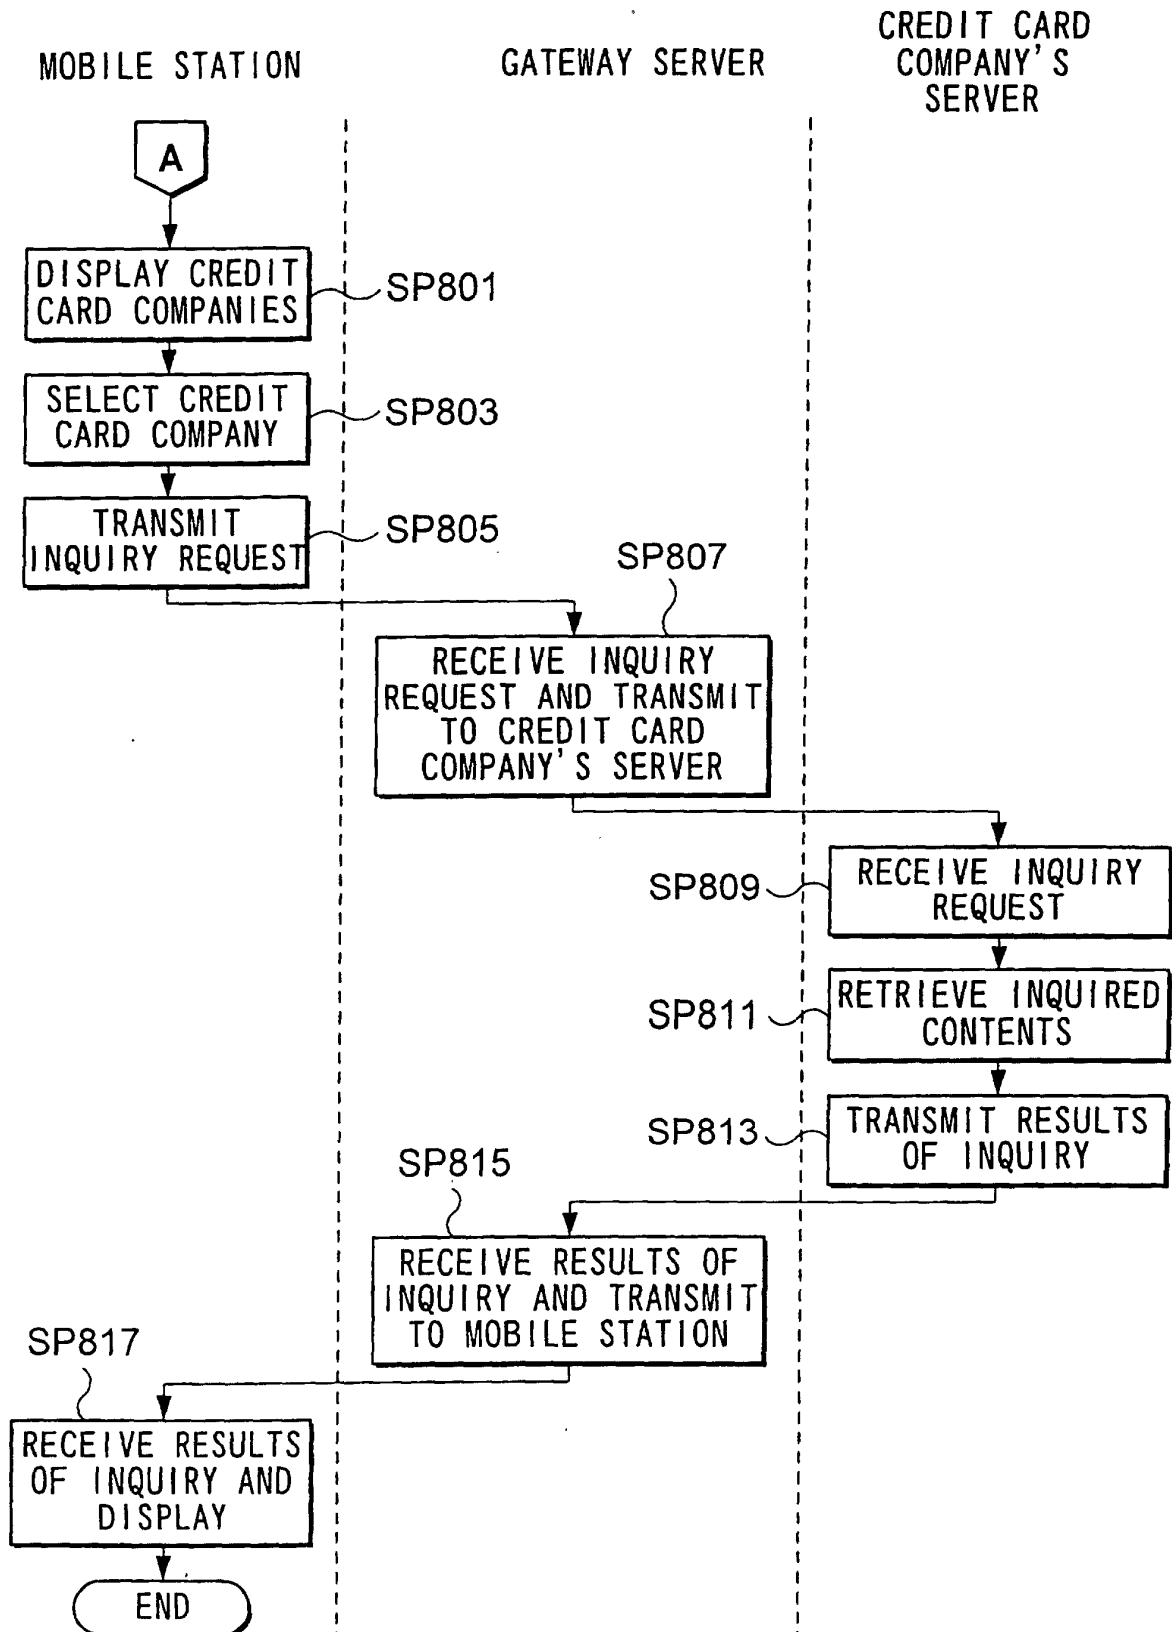 MOBILE STATION
GATEWAY SERVER
CREDIT CARD
COMPANY'S
SERVER
A
DISPLAY CREDIT
CARD COMPANIES
SP801
SELECT CREDIT
CARD COMPANY
SP803
TRANSMIT
INQUIRY REQUEST
SP805
SP807
RECEIVE INQUIRY
REQUEST AND TRANSMIT
TO CREDIT CARD
COMPANY'S SERVER
SP809
RECEIVE INQUIRY
REQUEST
SP811
RETRIEVE INQUIRED
CONTENTS
SP813
TRANSMIT RESULTS
OF INQUIRY
SP815
RECEIVE RESULTS OF
INQUIRY AND TRANSMIT
TO MOBILE STATION
SP817
RECEIVE RESULTS
OF INQUIRY AND
DISPLAY
END